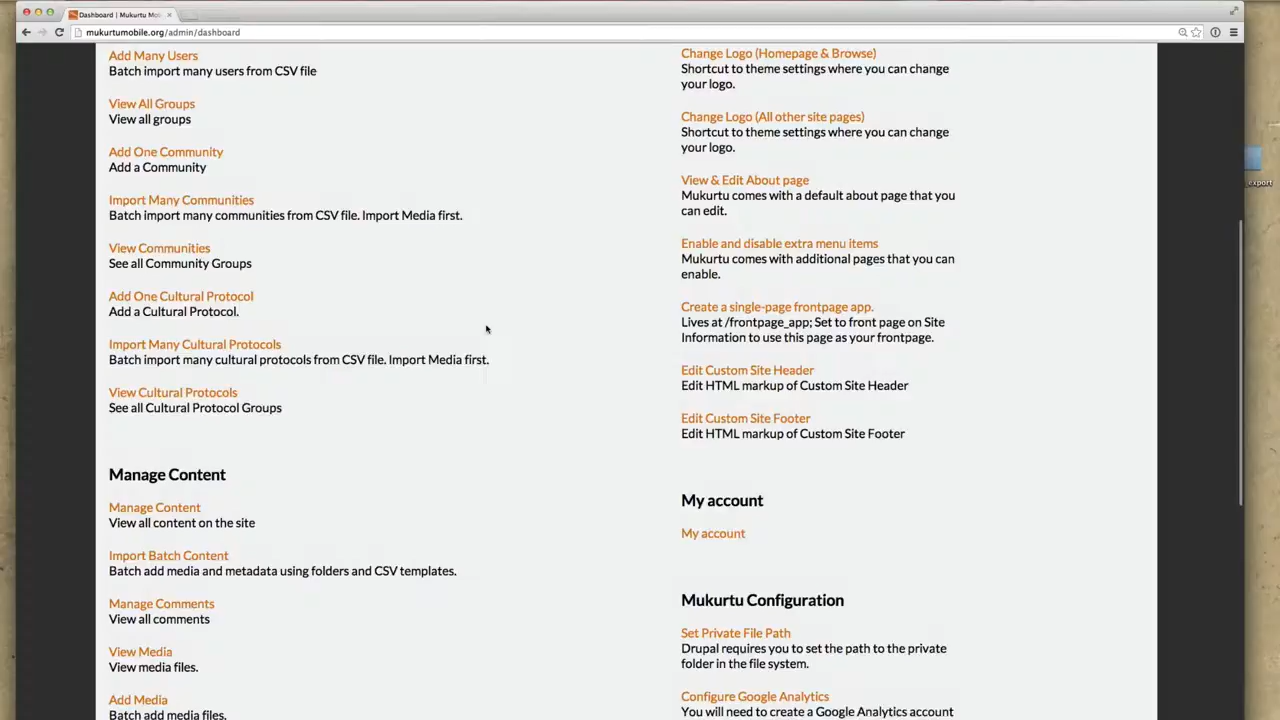 Dashboard | Mukurtu Mob
mukurtumobile.org/admin/dashboard
Add Many Users
Batch import many users from CSV file
View All Groups
View all groups
Add One Community
Add a Community
Import Many Communities
Batch import many communities from CSV file. Import Media first.
View Communities
See all Community Groups
Add One Cultural Protocol
Add a Cultural Protocol.
Import Many Cultural Protocols
Batch import many cultural protocols from CSV file. Import Media first.
View Cultural Protocols
See all Cultural Protocol Groups
Manage Content
Manage Content
View all content on the site
Import Batch Content
Batch add media and metadata using folders and CSV templates.
Manage Comments
View all comments
View Media
View media files.
Add Media
Batch add media files.
Change Logo (Homepage & Browse)
Shortcut to theme settings where you can change
your logo.
Change Logo (All other site pages)
Shortcut to theme settings where you can change
your logo.
View & Edit About page
Mukurtu comes with a default about page that you
can edit.
Enable and disable extra menu items
Mukurtu comes with additional pages that you can
enable.
Create a single-page frontpage app.
Lives at /frontpage_app; Set to front page on Site
Information to use this page as your frontpage.
Edit Custom Site Header
Edit HTML markup of Custom Site Header
Edit Custom Site Footer
Edit HTML markup of Custom Site Footer
My account
My account
Mukurtu Configuration
Set Private File Path
Drupal requires you to set the path to the private
folder in the file system.
Configure Google Analytics
You will need to create a Google Analytics account
_export